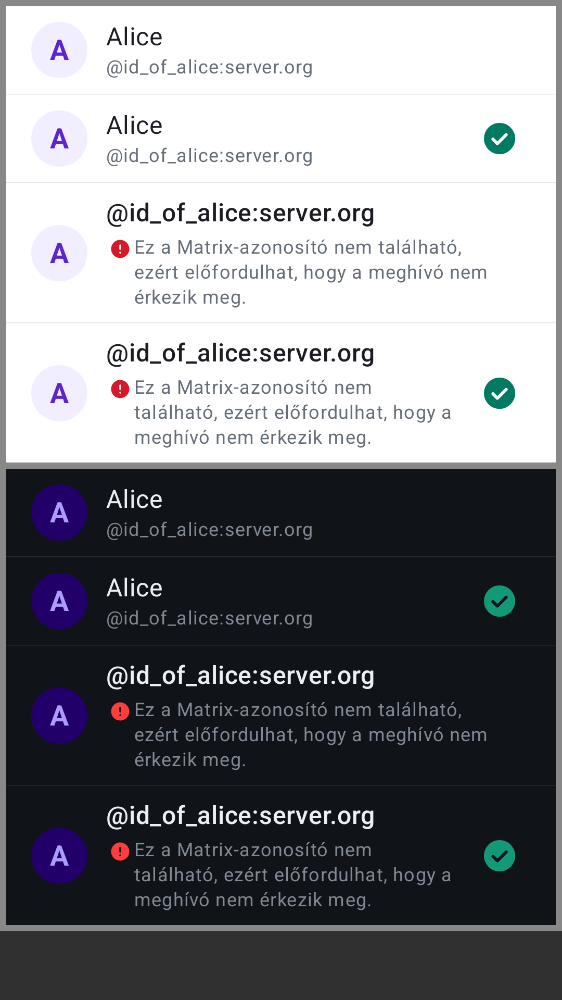 A
Alice
@id_of_alice:server.org
A
Alice
@id_of_alice:server.org
A
@id_of_alice:server.org
Ez a Matrix-azonosító nem található,
ezért előfordulhat, hogy a meghívó nem
érkezik meg.
A
@id_of_alice:server.org
Ez a Matrix-azonosító nem
található, ezért előfordulhat, hogy a
meghívó nem érkezik meg.
A
Alice
@id_of_alice:server.org
A
Alice
@id_of_alice:server.org
A
@id_of_alice:server.org
Ez a Matrix-azonosító nem található,
ezért előfordulhat, hogy a meghívó nem
érkezik meg.
A
@id_of_alice:server.org
Ez a Matrix-azonosító nem
található, ezért előfordulhat, hogy a
meghívó nem érkezik meg.